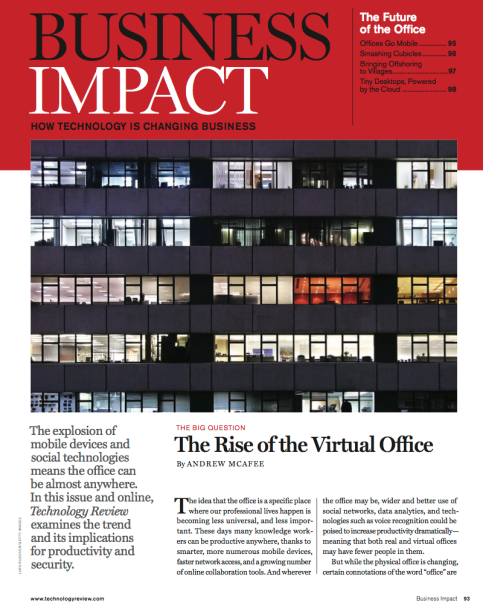 BUSINESS
IMPACT
HOW TECHNOLOGY IS CHANGING BUSINESS
The Future
of the Office
Offices Go Mobile ............ 95
Smashing Cubicles ........... 96
Bringing Offshoring
to Villages........................ 97
Tiny Desktops, Powered
by the Cloud .................... 98
The explosion of
mobile devices and
social technologies
means the office can
be almost anywhere.
In this issue and online,
Technology Review
examines the trend
and its implications
for productivity and
security.
THE BIG QUESTION
The Rise of the Virtual Office
By ANDREW MCAFEE
The idea that the office is a specific place
where our professional lives happen is
becoming less universal, and less impor-
tant. These days many knowledge work-
ers can be productive anywhere, thanks to
smarter, more numerous mobile devices,
faster network access, and a growing number
of online collaboration tools. And wherever
the office may be, wider and better use of
social networks, data analytics, and tech-
nologies such as voice recognition could be
poised to increase productivity dramatically—
meaning that both real and virtual offices
may have fewer people in them.
But while the physical office is changing,
certain connotations of the word “office” are
www.technologyreview.com
Business Impact 93